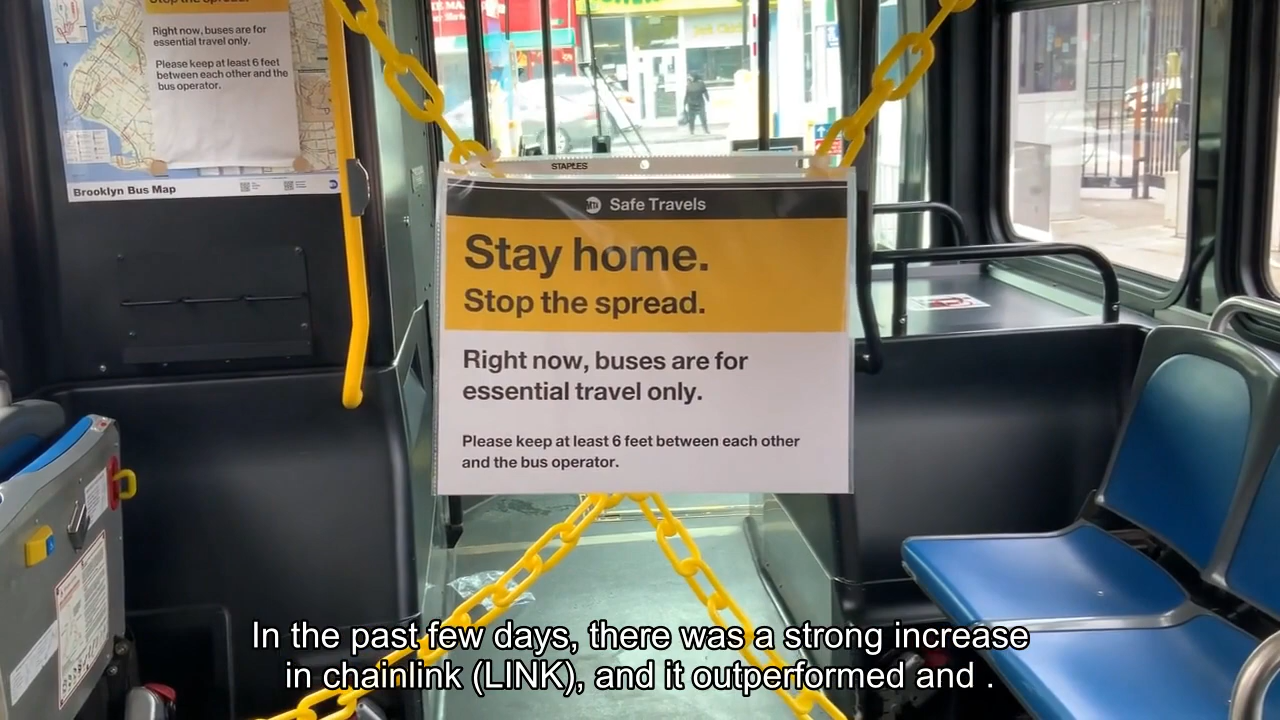 Stop the spread.
Right now, buses are for
essential travel only.
Please keep at least 6 feet
between each other and the
bus operator.
Brooklyn Bus Map
STAPLES
MTA Safe Travels
Stay home.
Stop the spread.
Right now, buses are for
essential travel only.
Please keep at least 6 feet between each other
and the bus operator.
In the past few days, there was a strong increase
in chainlink (LINK), and it outperformed and .